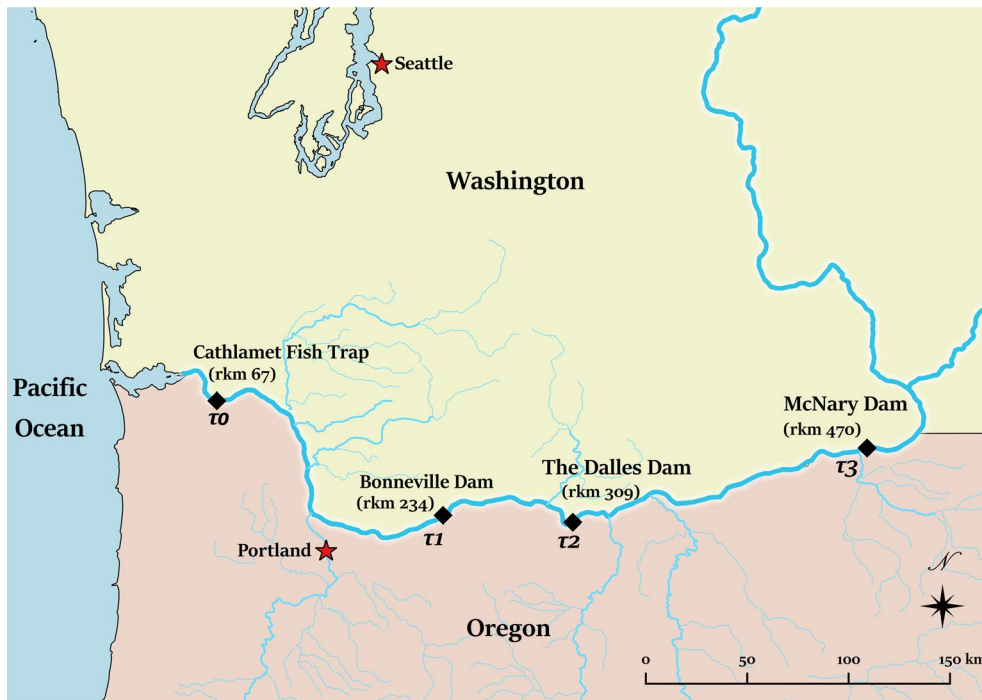 Seattle
Washington
Cathlamet Fish Trap
(rkm 67)
τ0
Pacific
Ocean
McNary Dam
(rkm 470)
τ3
Bonneville Dam
(rkm 234)
τ1
The Dalles Dam
(rkm 309)
τ2
Portland
N
Oregon
0 50 100 150 km